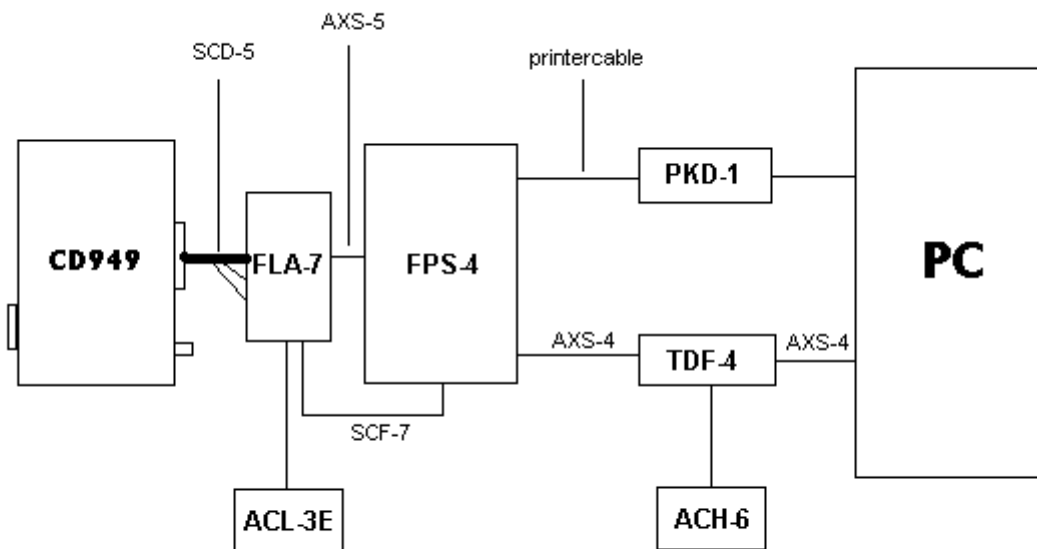 AXS-5
SCD-5
printercable
PKD-1
CD949
FLA-7
FPS-4
PC
AXS-4
TDF-4
AXS-4
SCF-7
ACL-3E
ACH-6